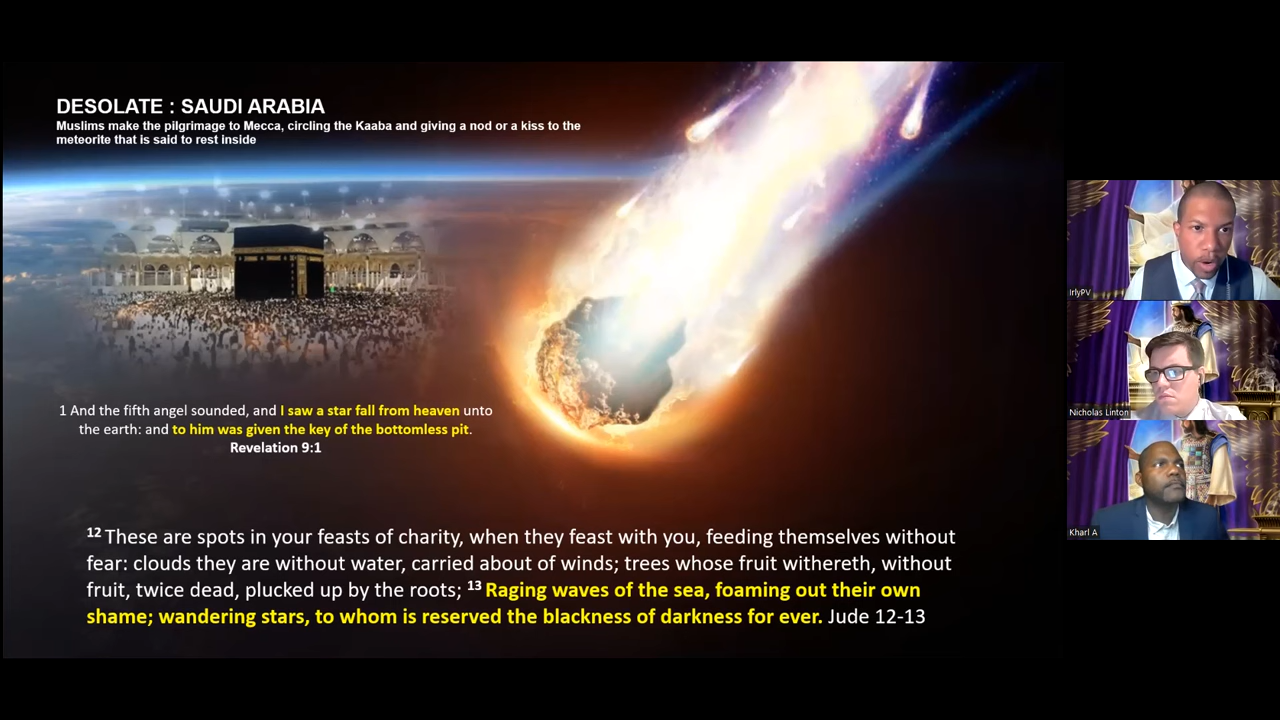 DESOLATE : SAUDI ARABIA
Muslims make the pilgrimage to Mecca, circling the Kaaba and giving a nod or a kiss to the
meteorite that is said to rest inside
1 And the fifth angel sounded, and I saw a star fall from heaven unto
the earth: and to him was given the key of the bottomless pit.
Revelation 9:1
12 These are spots in your feasts of charity, when they feast with you, feeding themselves without
fear: clouds they are without water, carried about of winds; trees whose fruit withereth, without
fruit, twice dead, plucked up by the roots; 13 Raging waves of the sea, foaming out their own
shame; wandering stars, to whom is reserved the blackness of darkness for ever. Jude 12-13
IrlyPV
Nicholas Linton
Kharl A